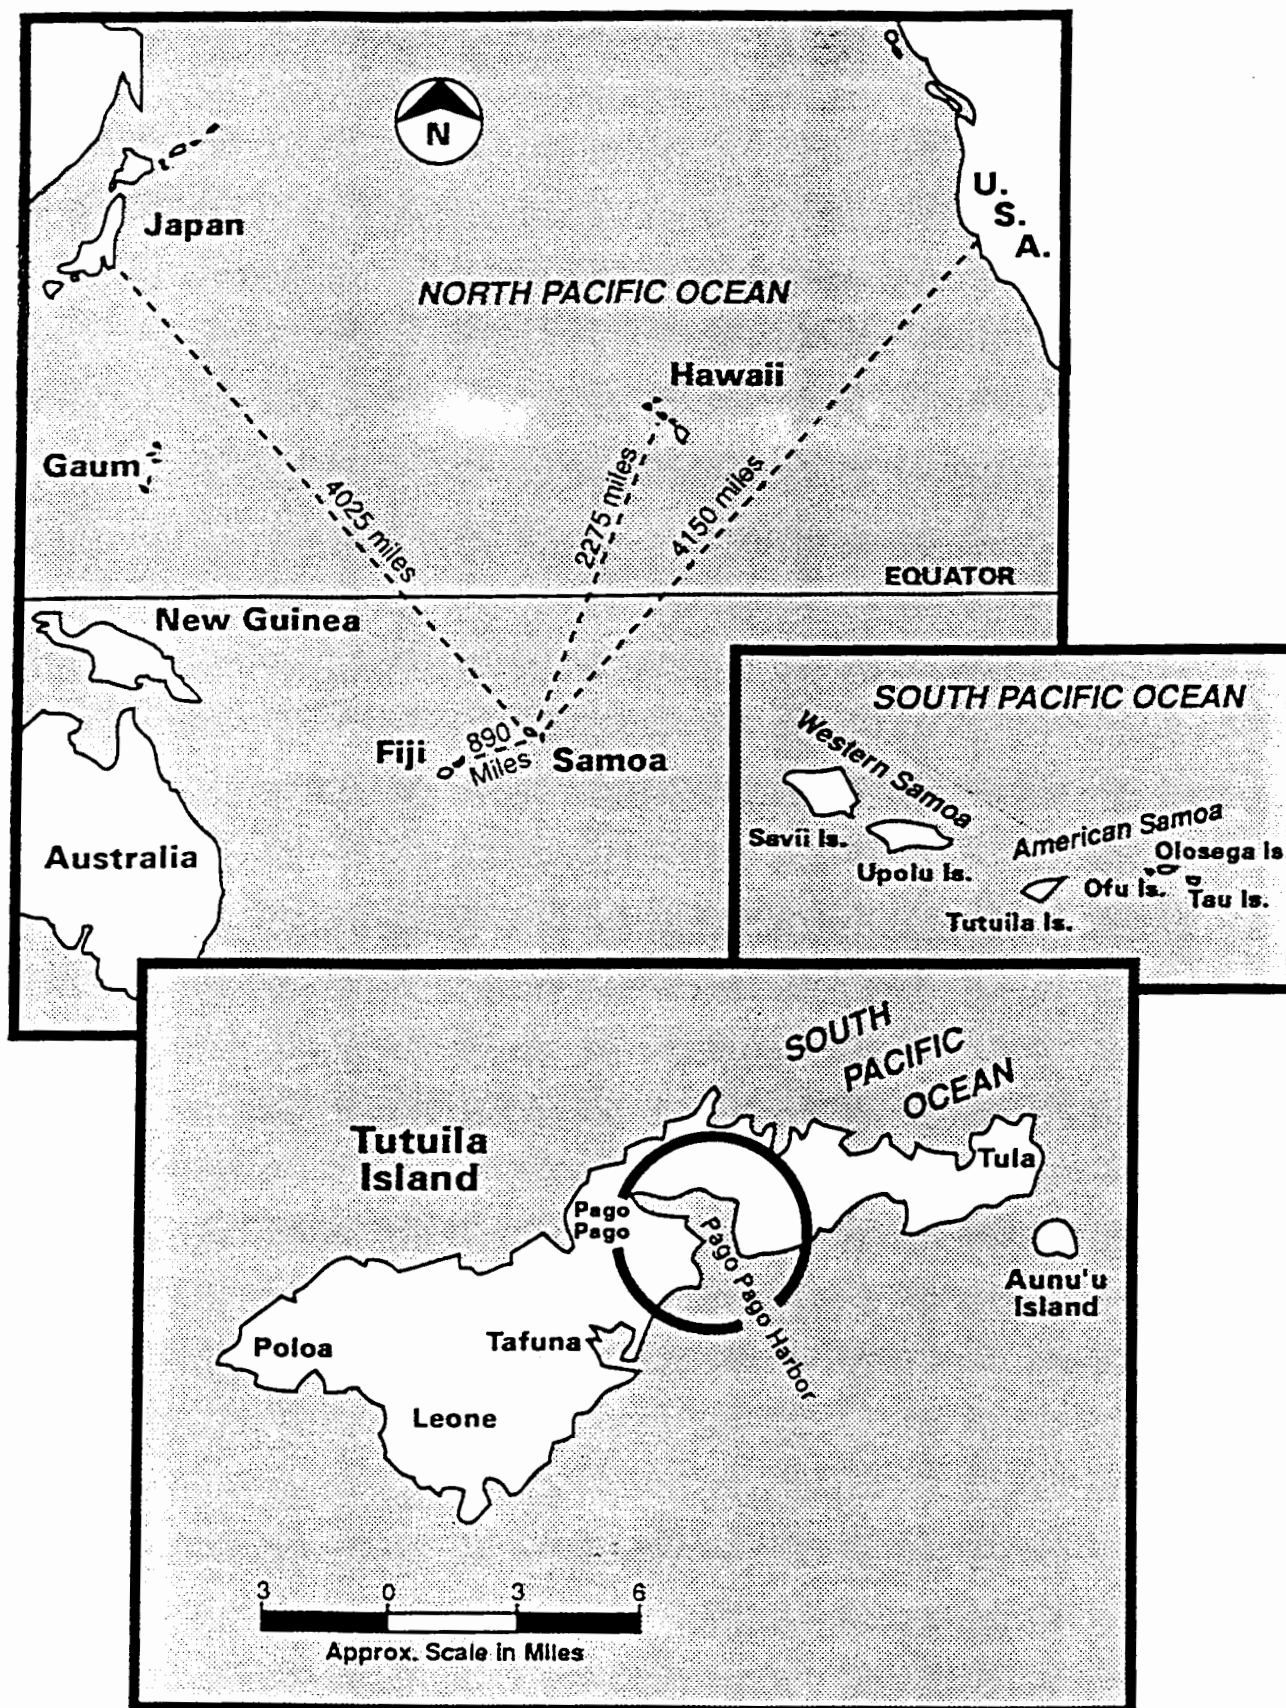 N
Japan
U.
S.
A.
NORTH PACIFIC OCEAN
Hawaii
Gaum
4025 miles
2275 miles
4150 miles
EQUATOR
New Guinea
Fiji
890
Miles
Samoa
Australia
SOUTH PACIFIC OCEAN
Western Samoa
Savii Is.
Upolu Is.
American Samoa
Olosega Is
Ofu Is.
Tau Is.
Tutuila Is.
SOUTH
PACIFIC
OCEAN
Tutuila
Island
Tula
Pago
Pago
Pago Pago Harbor
Aunu'u
Island
Poloa
Tafuna
Leone
3 0 3 6
Approx. Scale in Miles